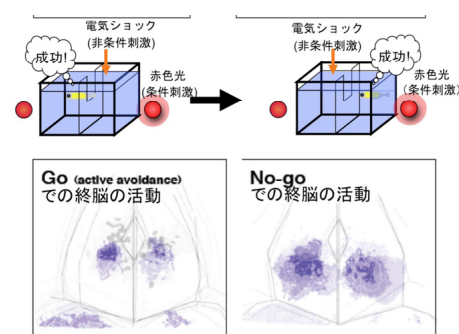 電気ショック
(非条件刺激)
成功!
赤色光
(条件刺激)
電気ショック
(非条件刺激)
成功!
赤色光
(条件刺激)
Go (active avoidance)
での終脳の活動
No-go
での終脳の活動